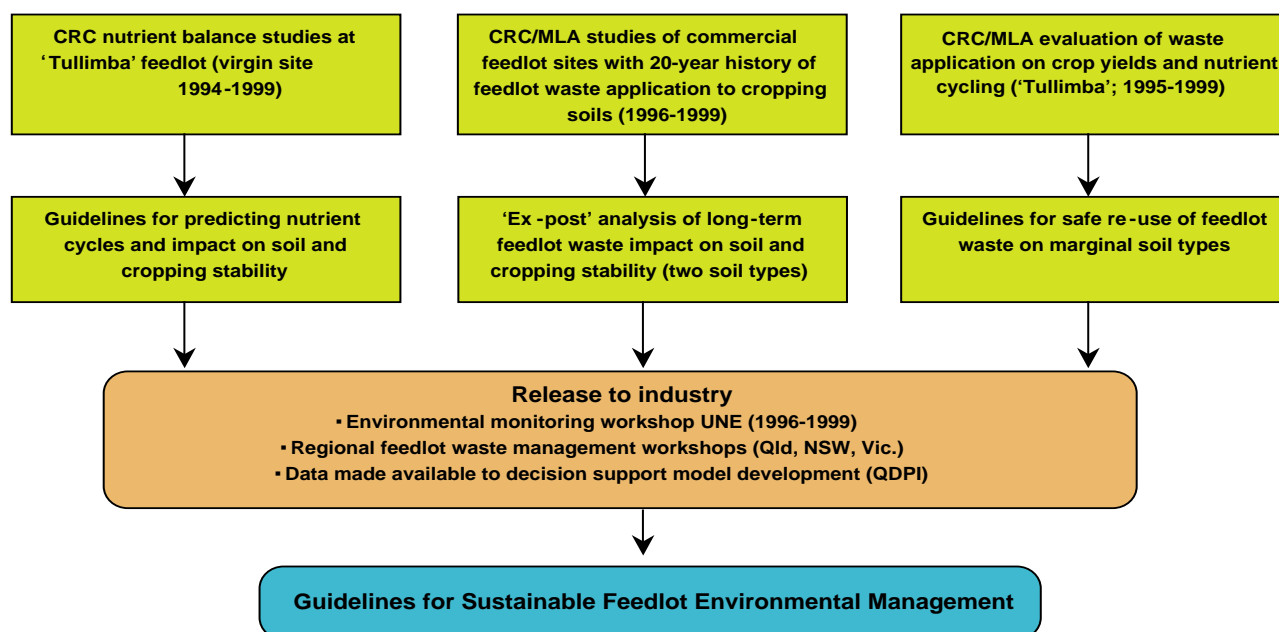 CRC nutrient balance studies at
‘Tullimba’ feedlot (virgin site
1994-1999)
CRC/MLA studies of commercial
feedlot sites with 20-year history of
feedlot waste application to cropping
soils (1996-1999)
CRC/MLA evaluation of waste
application on crop yields and nutrient
cycling (‘Tullimba’; 1995-1999)
Guidelines for predicting nutrient
cycles and impact on soil and
cropping stability
‘Ex -post’ analysis of long-term
feedlot waste impact on soil and
cropping stability (two soil types)
Guidelines for safe re-use of feedlot
waste on marginal soil types
Release to industry
▪ Environmental monitoring workshop UNE (1996-1999)
▪ Regional feedlot waste management workshops (Qld, NSW, Vic.)
▪ Data made available to decision support model development (QDPI)
Guidelines for Sustainable Feedlot Environmental Management